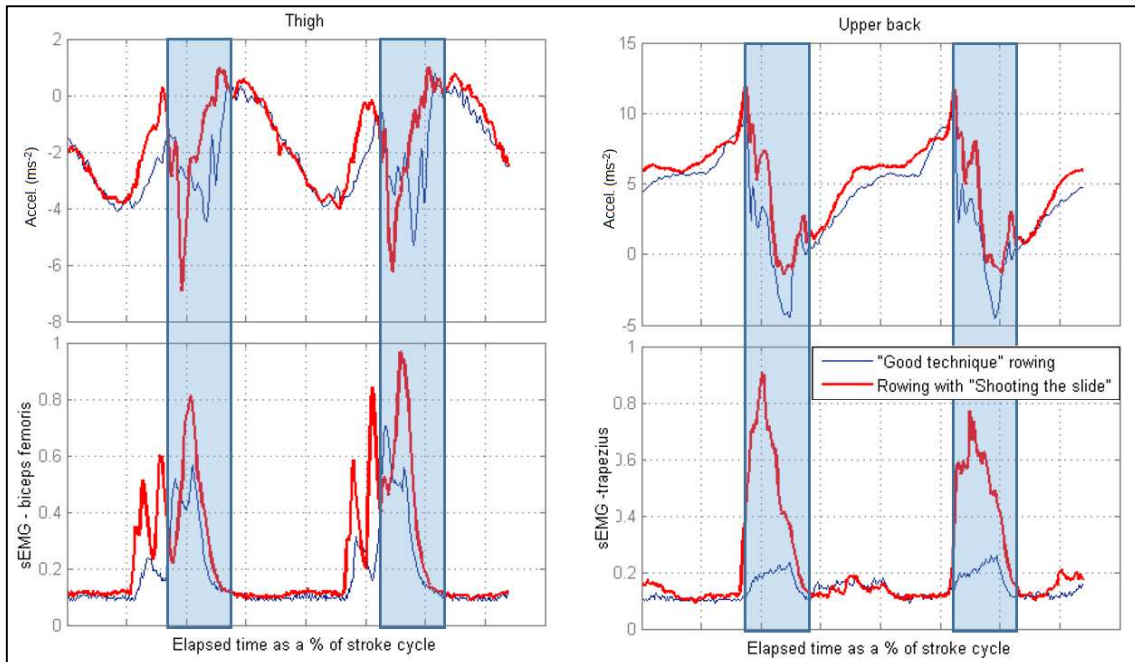 Thigh
Upper back
Accel. (ms⁻²)
2
0
-2
-4
-6
-8
Accel. (ms⁻²)
15
10
5
0
-5
sEMG - biceps femoris
1
0.8
0.6
0.4
0.2
0
sEMG -trapezius
1
0.8
0.6
0.4
0.2
0
"Good technique" rowing
Rowing with "Shooting the slide"
Elapsed time as a % of stroke cycle
Elapsed time as a % of stroke cycle